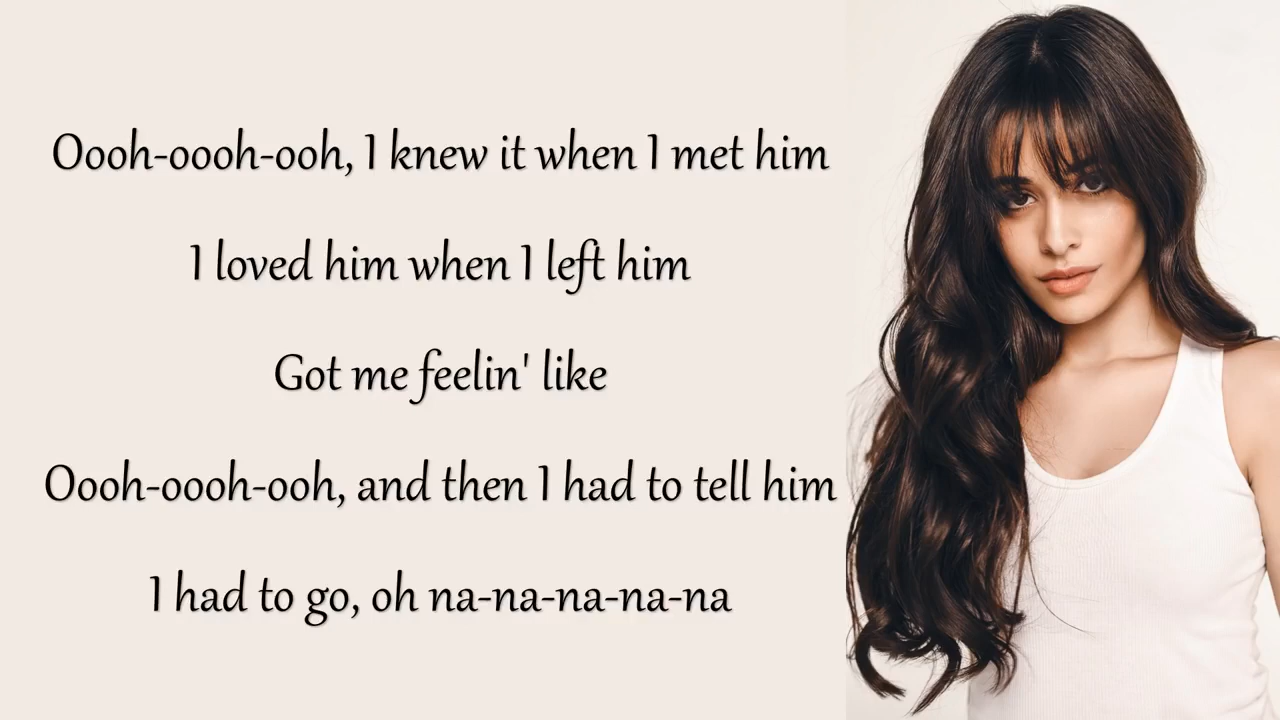 Oooh-oooh-ooh, I knew it when I met him
I loved him when I left him
Got me feelin' like
Oooh-oooh-ooh, and then I had to tell him
I had to go, oh na-na-na-na-na